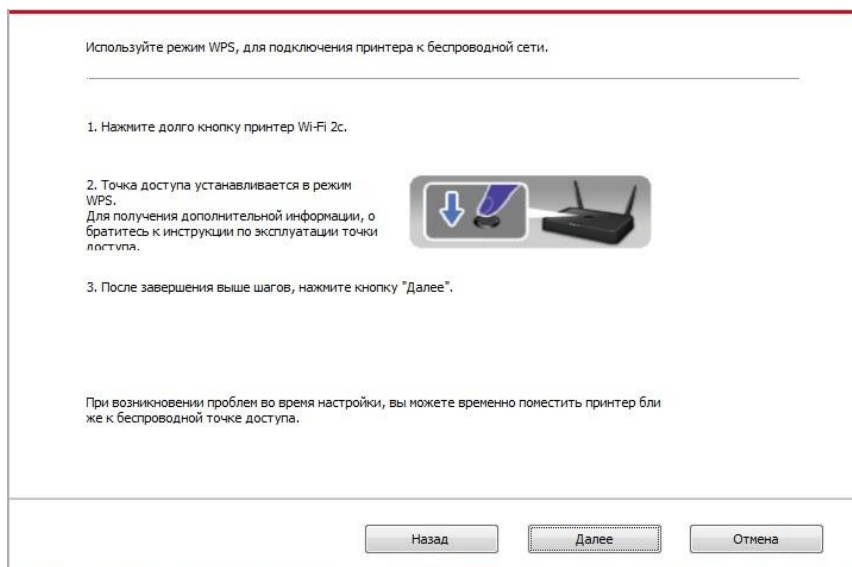 Используйте режим WPS, для подключения принтера к беспроводной сети.
1. Нажмите долго кнопку принтер Wi-Fi 2с.
2. Точка доступа устанавливается в режим
WPS.
Для получения дополнительной информации, о
братитесь к инструкции по эксплуатации точки
доступа.
3. После завершения выше шагов, нажмите кнопку "Далее".
При возникновении проблем во время настройки, вы можете временно поместить принтер бли
же к беспроводной точке доступа.
Назад Далее Отмена